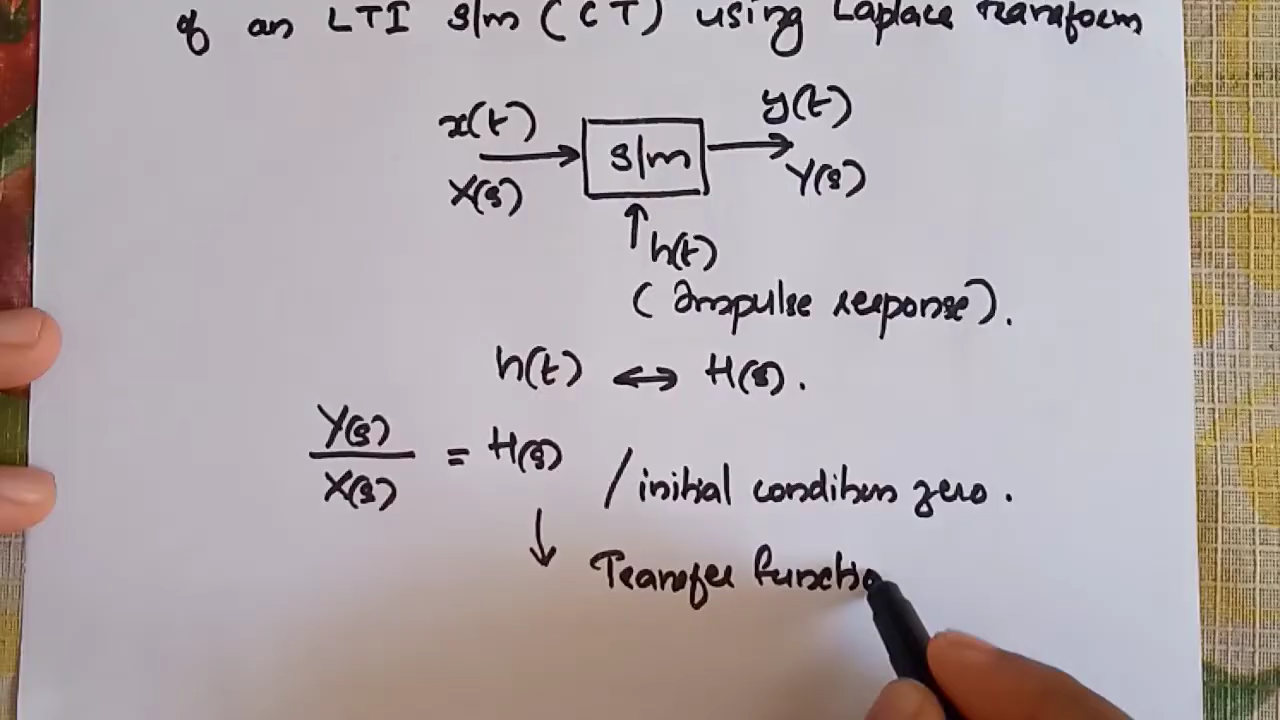 of an LTI s/m (CT) using Laplace transform
x(t)
y(t)
s/m
X(s)
Y(s)
h(t)
(Impulse response).
h(t) ↔ H(s).
Y(s)/X(s) = H(s) /initial condition zero.
↓ Transfer functio